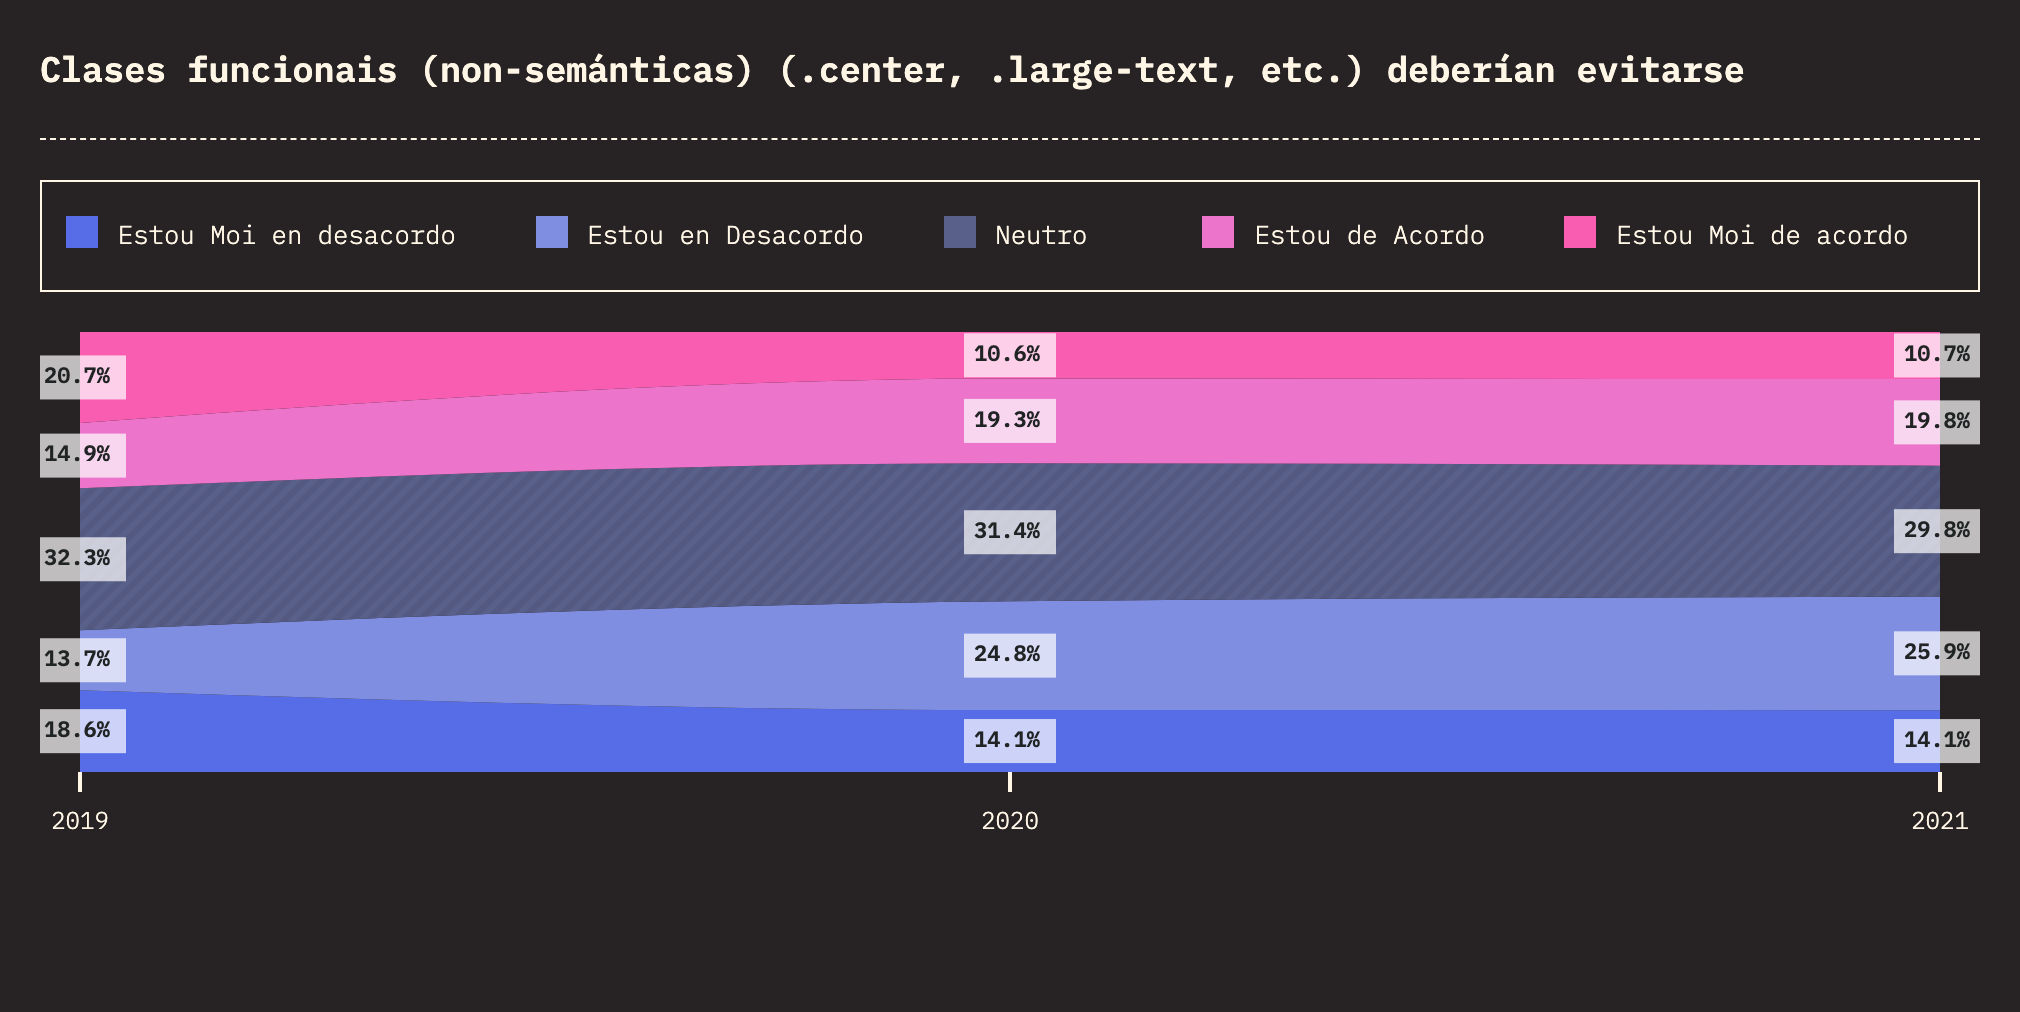 Clases funcionais (non-semánticas) (.center, .large-text, etc.) deberían evitarse
Estou Moi en desacordo Estou en Desacordo Neutro Estou de Acordo Estou Moi de acordo
20.7% 10.6% 10.7%
14.9% 19.3% 19.8%
32.3% 31.4% 29.8%
13.7% 24.8% 25.9%
18.6% 14.1% 14.1%
2019 2020 2021